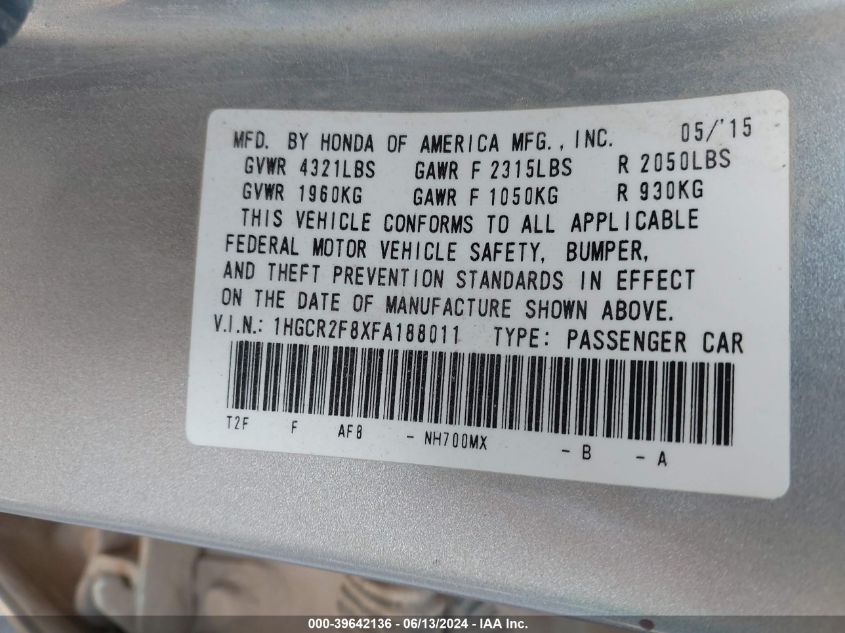 MFD. BY HONDA OF AMERICA MFG., INC. 05/'15
GVWR 4321LBS GAWR F 2315LBS R 2050LBS
GVWR 1960KG GAWR F 1050KG R 930KG
THIS VEHICLE CONFORMS TO ALL APPLICABLE
FEDERAL MOTOR VEHICLE SAFETY, BUMPER,
AND THEFT PREVENTION STANDARDS IN EFFECT
ON THE DATE OF MANUFACTURE SHOWN ABOVE.
V.I.N.: 1HGCR2F8XFA188011 TYPE: PASSENGER CAR
T2F F AF8 - NH700MX - B - A
000-39642136 - 06/13/2024 - IAA Inc.